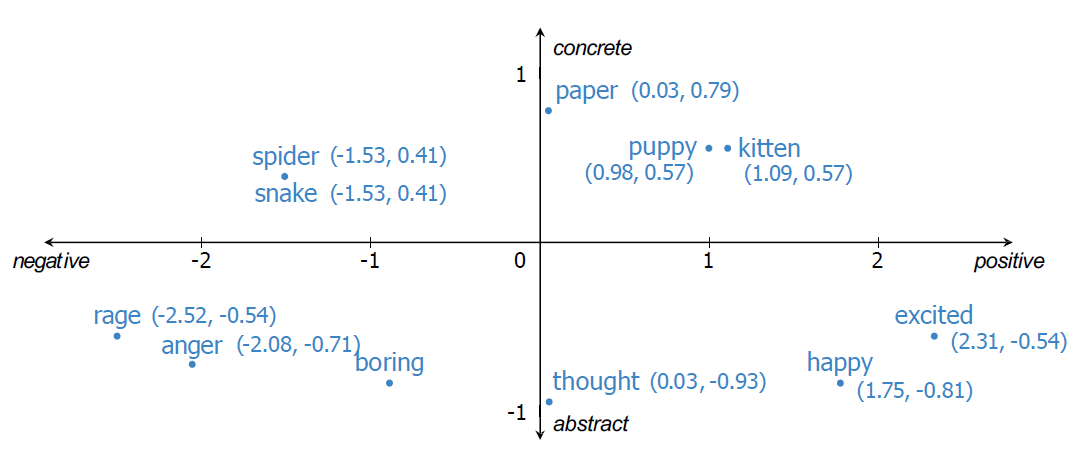 concrete
1
paper (0.03, 0.79)
spider (-1.53, 0.41)
puppy kitten
(0.98, 0.57) (1.09, 0.57)
snake (-1.53, 0.41)
negative -2 -1 0 1 2 positive
rage (-2.52, -0.54)
excited
(2.31, -0.54)
anger (-2.08, -0.71)
boring
happy
thought (0.03, -0.93)
(1.75, -0.81)
-1
abstract